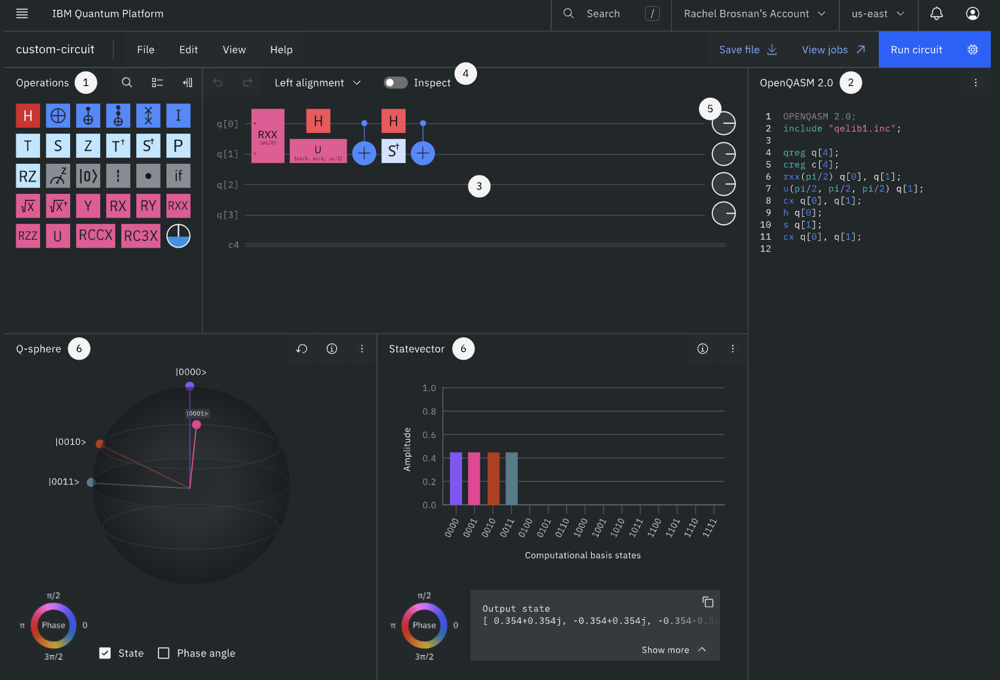 IBM Quantum Platform
Search
/
Rachel Brosnan's Account
us-east
custom-circuit
File
Edit
View
Help
Save file
View jobs
Run circuit
Operations
1
Left alignment
Inspect
4
OpenQASM 2.0
2
H
I
T
S
Z
T†
S†
P
RZ
z
|0⟩
if
√X
√X†
Y
RX
RY
RXX
RZZ
U
RCCX
RC3X
q[0]
q[1]
q[2]
q[3]
c4
RXX
(pi/2)
a
b
H
U
(pi/2, pi/2, pi/2)
H
S†
3
5
1 OPENQASM 2.0;
2 include "qelib1.inc";
3
4 qreg q[4];
5 creg c[4];
6 rxx(pi/2) q[0], q[1];
7 u(pi/2, pi/2, pi/2) q[1];
8 cx q[0], q[1];
9 h q[0];
10 s q[1];
11 cx q[0], q[1];
12
Q-sphere
6
|0000>
|0001>
|0010>
|0011>
π/2
π
Phase
0
3π/2
State
Phase angle
Statevector
6
Amplitude
1.0
0.8
0.6
0.4
0.2
0.0
0000
0001
0010
0011
0100
0101
0110
1000
1001
1010
1011
1100
1101
1110
1111
Computational basis states
π/2
π
Phase
0
3π/2
Output state
[ 0.354+0.354j, -0.354+0.354j, -0.354-0.35
Show more